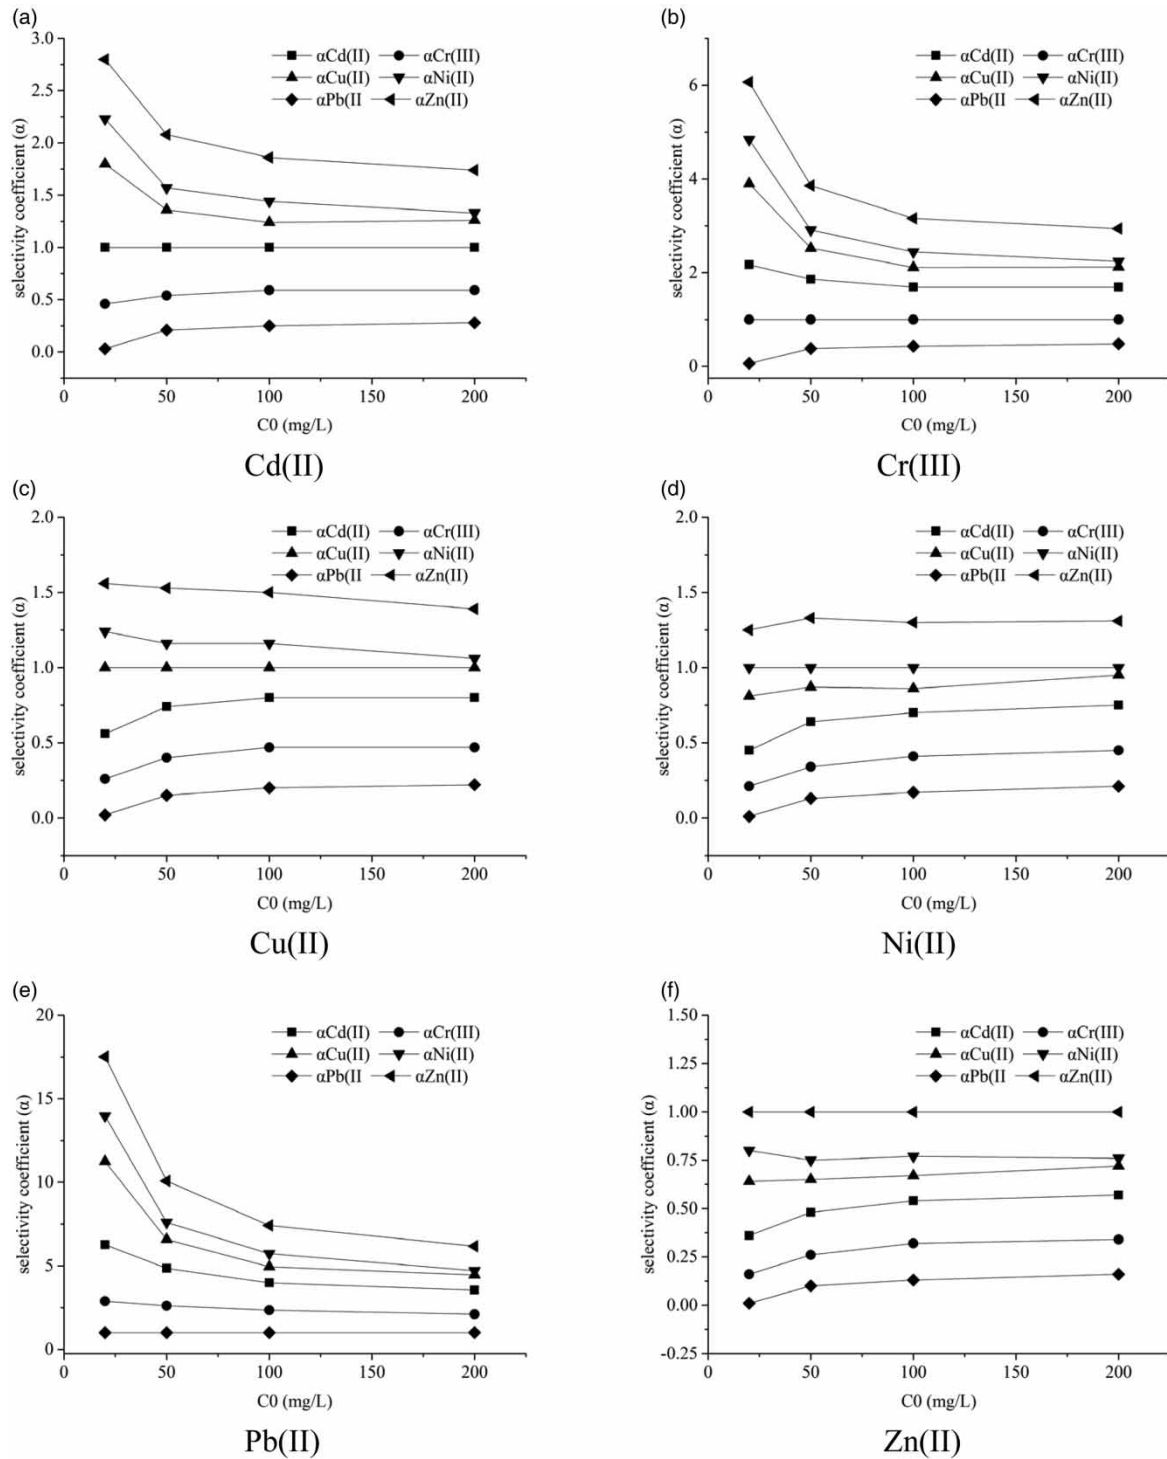 (a)
3.0
2.5
2.0
1.5
1.0
0.5
0.0
selectivity coefficient (α)
αCd(II) αCr(III)
αCu(II) αNi(II)
αPb(II αZn(II)
0 50 100 150 200
C0 (mg/L)
Cd(II)
(b)
6
4
2
0
selectivity coefficient (α)
αCd(II) αCr(III)
αCu(II) αNi(II)
αPb(II αZn(II)
0 50 100 150 200
C0 (mg/L)
Cr(III)
(c)
2.0
1.5
1.0
0.5
0.0
selectivity coefficient (α)
αCd(II) αCr(III)
αCu(II) αNi(II)
αPb(II αZn(II)
0 50 100 150 200
C0 (mg/L)
Cu(II)
(d)
2.0
1.5
1.0
0.5
0.0
selectivity coefficient (α)
αCd(II) αCr(III)
αCu(II) αNi(II)
αPb(II αZn(II)
0 50 100 150 200
C0 (mg/L)
Ni(II)
(e)
20
15
10
5
0
selectivity coefficient (α)
αCd(II) αCr(III)
αCu(II) αNi(II)
αPb(II αZn(II)
0 50 100 150 200
C0 (mg/L)
Pb(II)
(f)
1.50
1.25
1.00
0.75
0.50
0.25
0.00
-0.25
selectivity coefficient (α)
αCd(II) αCr(III)
αCu(II) αNi(II)
αPb(II αZn(II)
0 50 100 150 200
C0 (mg/L)
Zn(II)